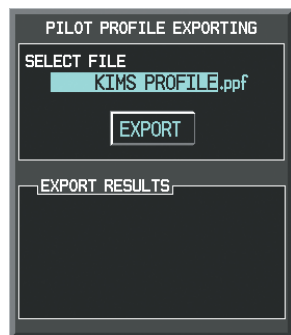 PILOT PROFILE EXPORTING
SELECT FILE
KIMS PROFILE.ppf
EXPORT
EXPORT RESULTS